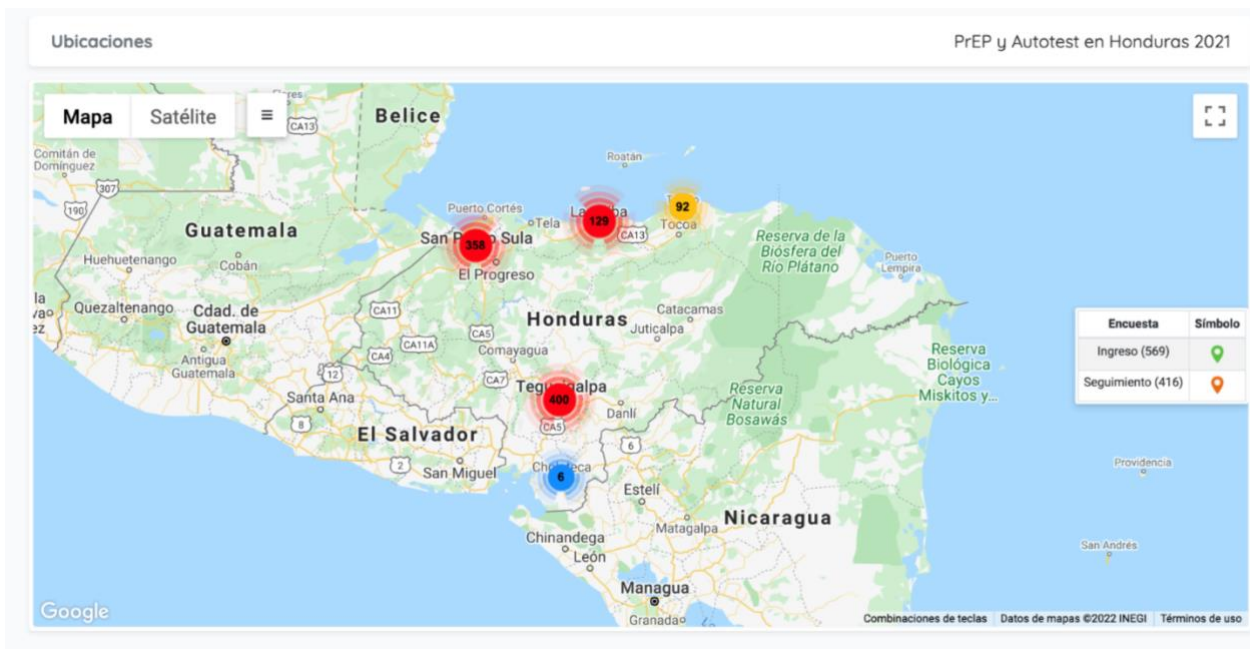 Ubicaciones
PrEP y Autotest en Honduras 2021
Mapa
Satélite
CA13
Belice
Comitán de
Domínguez
307
190
Roatán
Puerto Cortés
Tela
129
92
Tocoa
CA13
Guatemala
358
Sula
El Progreso
Huehuetenango
Cobán
Reserva de la
Biósfera del
Río Plátano
Puerto
Lempira
Quezaltenango
Cdad. de
Guatemala
CA11
Honduras
Catacamas
Juticalpa
CA5
CA11A
CA4
Comayagua
Antigua
Guatemala
12
CA7
400
Danlí
CA5
Reserva
Natural
Bosawás
Reserva
Biológica
Cayos
Miskitos y...
Encuesta
Símbolo
Ingreso (569)
Seguimiento (416)
Santa Ana
8
El Salvador
6
2
San Miguel
6
Estelí
Providencia
Matagalpa
Nicaragua
Chinandega
León
San Andrés
Managua
Granada
Google
Combinaciones de teclas
Datos de mapas ©2022 INEGI
Términos de uso